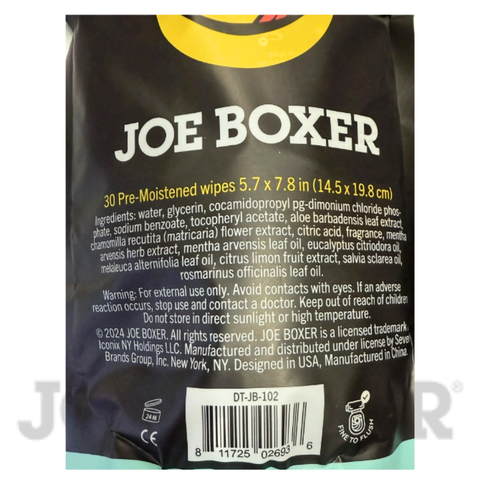 JOE BOXER
30 Pre-Moistened wipes 5.7 x 7.8 in (14.5 x 19.8 cm)
Ingredients: water, glycerin, cocamidopropyl pg-dimonium chloride phos-
phate, sodium benzoate, tocopheryl acetate, aloe barbadensis leaf extract,
chamomilla recutita (matricaria) flower extract, citric acid, fragrance, mentha
arvensis herb extract, mentha arvensis leaf oil, eucalyptus citriodora oil,
melaleuca alternifolia leaf oil, citrus limon fruit extract, salvia sclarea oil,
rosmarinus officinalis leaf oil.
Warning: For external use only. Avoid contact with eyes. If an adverse
reaction occurs, stop use and contact a doctor. Keep out of reach of children
Do not store in direct sunlight or high temperature.
© 2024 JOE BOXER. All rights reserved. JOE BOXER is a licensed trademark
Iconix NY Holdings LLC. Manufactured and distributed under license by Seven
Brands Group, Inc. New York, NY. Designed in USA, Manufactured in China.
DT-JB-102
JOE BOXER®
24 M
CE
FINE TO FLUSH
8 11725 02693 6